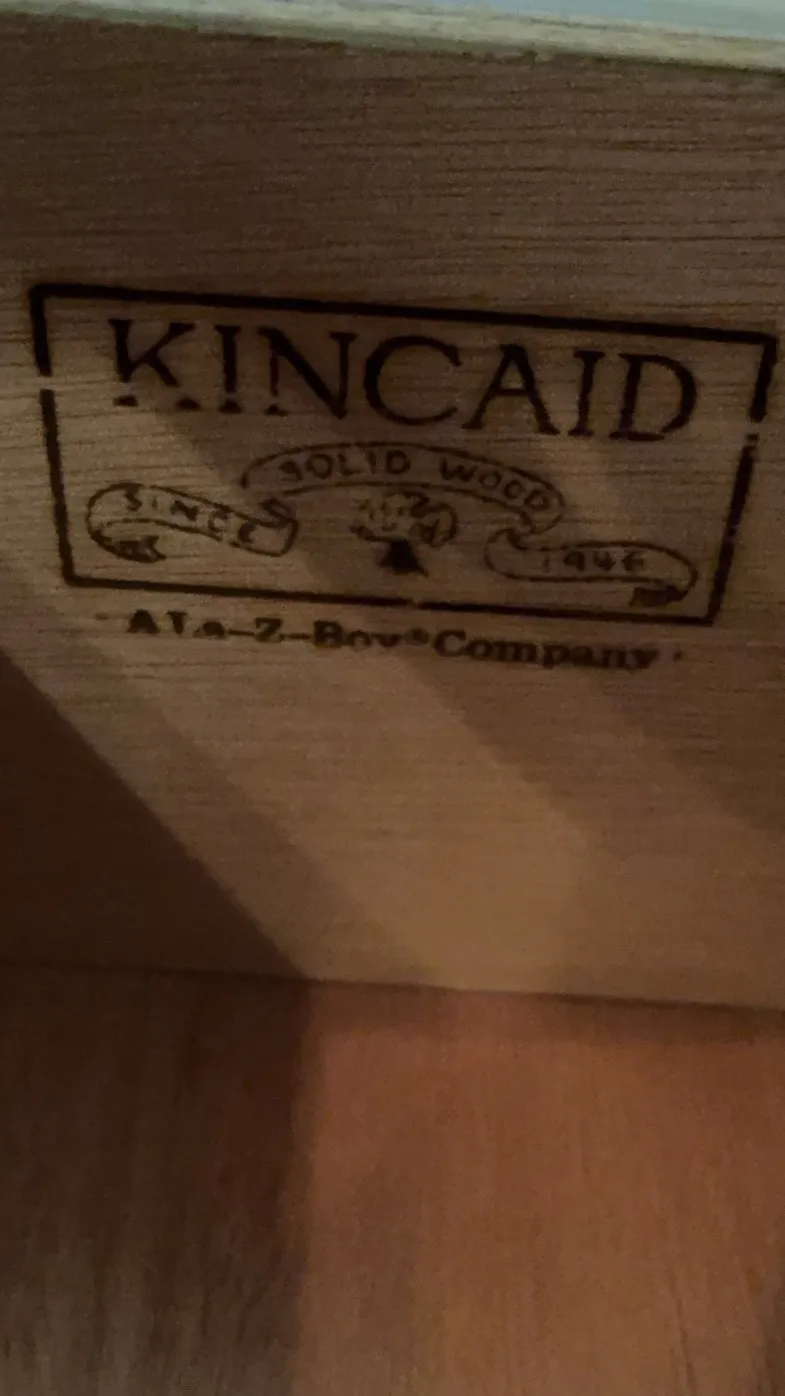 KINCAID
SOLID WOOD
SINCE 1946
A La-Z-Boy® Company